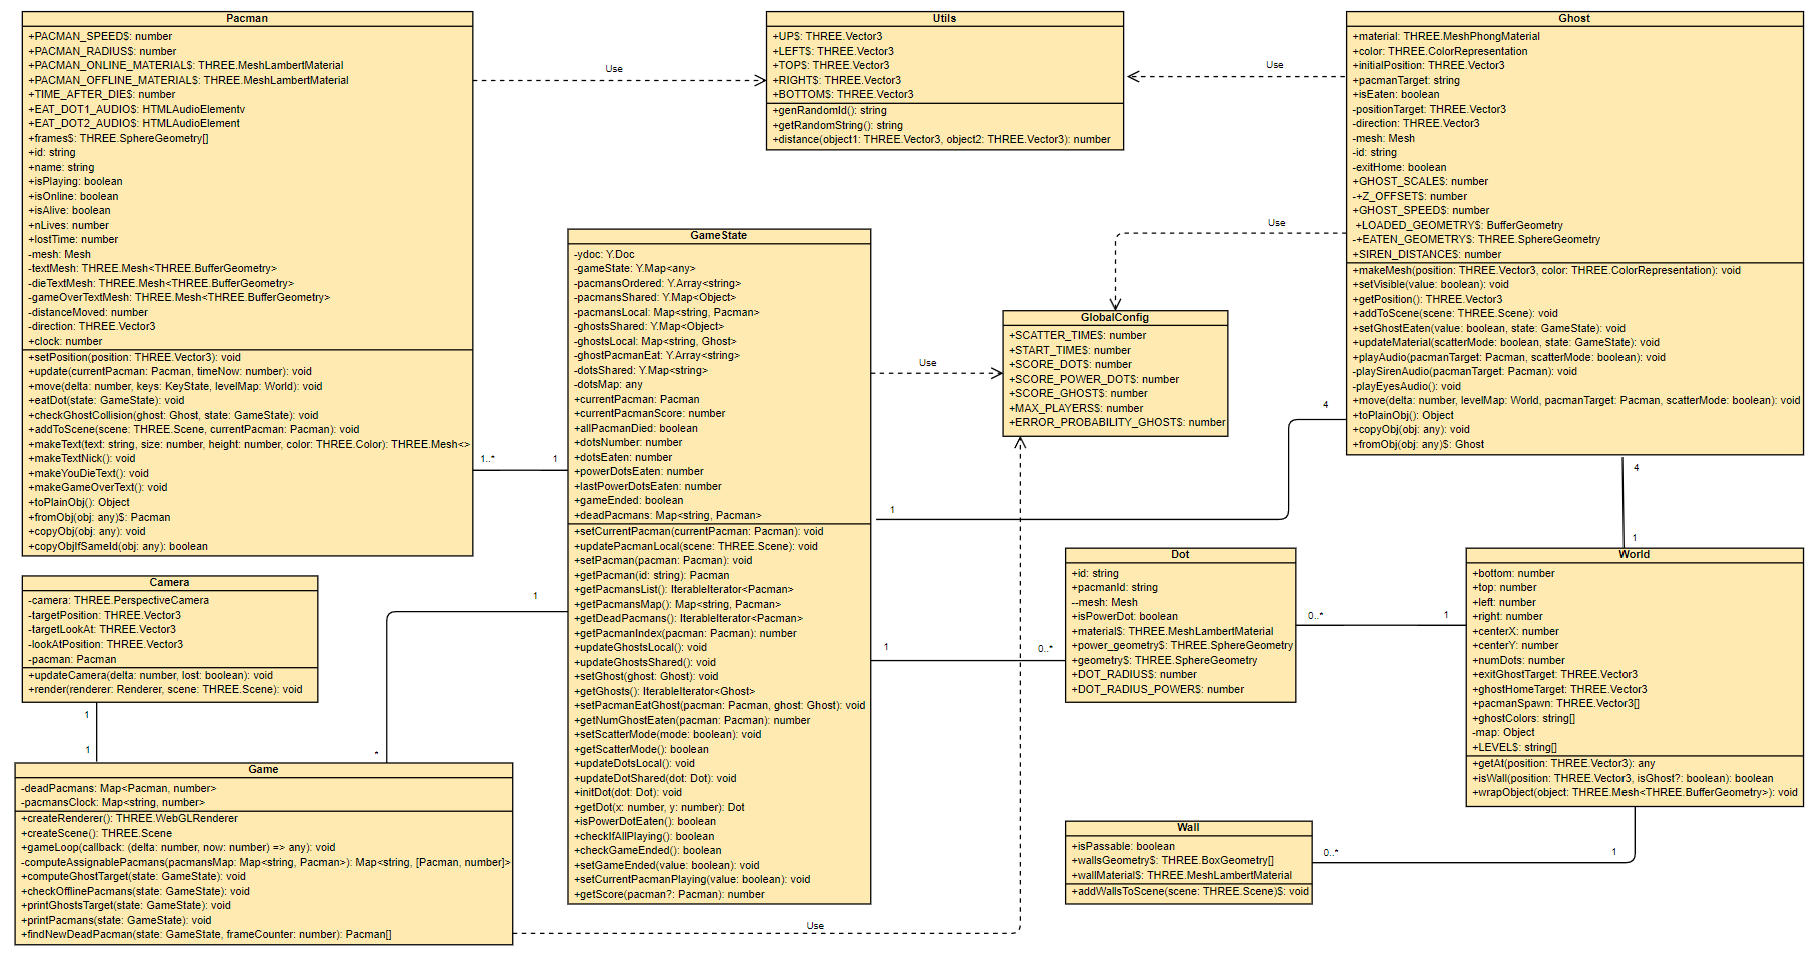 Pacman
+PACMAN_SPEED$: number
+PACMAN_RADIUS$: number
+PACMAN_ONLINE_MATERIAL$: THREE.MeshLambertMaterial
+PACMAN_OFFLINE_MATERIAL$: THREE.MeshLambertMaterial
+TIME_AFTER_DIE$: number
+EAT_DOT1_AUDIO$: HTMLAudioElementv
+EAT_DOT2_AUDIO$: HTMLAudioElement
+frames$: THREE.SphereGeometry[]
+id: string
+name: string
+isPlaying: boolean
+isOnline: boolean
+isAlive: boolean
+nLives: number
+lostTime: number
-mesh: Mesh
-textMesh: THREE.Mesh<THREE.BufferGeometry>
-dieTextMesh: THREE.Mesh<THREE.BufferGeometry>
-gameOverTextMesh: THREE.Mesh<THREE.BufferGeometry>
-distanceMoved: number
-direction: THREE.Vector3
+clock: number
+setPosition(position: THREE.Vector3): void
+update(currentPacman: Pacman, timeNow: number): void
+move(delta: number, keys: KeyState, levelMap: World): void
+eatDot(state: GameState): void
+checkGhostCollision(ghost: Ghost, state: GameState): void
+addToScene(scene: THREE.Scene, currentPacman: Pacman): void
+makeText(text: string, size: number, height: number, color: THREE.Color): THREE.Mesh<>
+makeTextNick(): void
+makeYouDieText(): void
+makeGameOverText(): void
+toPlainObj(): Object
+fromObj(obj: any)$: Pacman
+copyObj(obj: any): void
+copyObjIfSameId(obj: any): boolean
Use
Utils
+UP$: THREE.Vector3
+LEFT$: THREE.Vector3
+TOP$: THREE.Vector3
+RIGHT$: THREE.Vector3
+BOTTOM$: THREE.Vector3
+genRandomId(): string
+getRandomString(): string
+distance(object1: THREE.Vector3, object2: THREE.Vector3): number
Use
Ghost
+material: THREE.MeshPhongMaterial
+color: THREE.ColorRepresentation
+initialPosition: THREE.Vector3
+pacmanTarget: string
+isEaten: boolean
-positionTarget: THREE.Vector3
-direction: THREE.Vector3
-mesh: Mesh
-id: string
-exitHome: boolean
+GHOST_SCALE$: number
-+Z_OFFSET$: number
+GHOST_SPEED$: number
+LOADED_GEOMETRY$: BufferGeometry
-+EATEN_GEOMETRY$: THREE.SphereGeometry
+SIREN_DISTANCE$: number
+makeMesh(position: THREE.Vector3, color: THREE.ColorRepresentation): void
+setVisible(value: boolean): void
+getPosition(): THREE.Vector3
+addToScene(scene: THREE.Scene): void
+setGhostEaten(value: boolean, state: GameState): void
+updateMaterial(scatterMode: boolean, state: GameState): void
+playAudio(pacmanTarget: Pacman, scatterMode: boolean): void
-playSirenAudio(pacmanTarget: Pacman): void
-playEyesAudio(): void
+move(delta: number, levelMap: World, pacmanTarget: Pacman, scatterMode: boolean): void
+toPlainObj(): Object
+copyObj(obj: any): void
+fromObj(obj: any)$: Ghost
Use
GameState
-ydoc: Y.Doc
-gameState: Y.Map<any>
-pacmansOrdered: Y.Array<string>
-pacmansShared: Y.Map<Object>
-pacmansLocal: Map<string, Pacman>
-ghostsShared: Y.Map<Object>
-ghostsLocal: Map<string, Ghost>
-ghostPacmanEat: Y.Array<string>
-dotsShared: Y.Map<string>
-dotsMap: any
+currentPacman: Pacman
+currentPacmanScore: number
+allPacmanDied: boolean
+dotsNumber: number
+dotsEaten: number
+powerDotsEaten: number
+lastPowerDotsEaten: number
+gameEnded: boolean
+deadPacmans: Map<string, Pacman>
+setCurrentPacman(currentPacman: Pacman): void
+updatePacmanLocal(scene: THREE.Scene): void
+setPacman(pacman: Pacman): void
+getPacman(id: string): Pacman
+getPacmansList(): IterableIterator<Pacman>
+getPacmansMap(): Map<string, Pacman>
+getDeadPacmans(): IterableIterator<Pacman>
+getPacmanIndex(pacman: Pacman): number
+updateGhostsLocal(): void
+updateGhostsShared(): void
+setGhost(ghost: Ghost): void
+getGhosts(): IterableIterator<Ghost>
+setPacmanEatGhost(pacman: Pacman, ghost: Ghost): void
+getNumGhostEaten(pacman: Pacman): number
+setScatterMode(mode: boolean): void
+getScatterMode(): boolean
+updateDotsLocal(): void
+updateDotShared(dot: Dot): void
+initDot(dot: Dot): void
+getDot(x: number, y: number): Dot
+isPowerDotEaten(): boolean
+checkIfAllPlaying(): boolean
+checkGameEnded(): boolean
+setGameEnded(value: boolean): void
+setCurrentPacmanPlaying(value: boolean): void
+getScore(pacman?: Pacman): number
Use
GlobalConfig
+SCATTER_TIME$: number
+START_TIME$: number
+SCORE_DOT$: number
+SCORE_POWER_DOT$: number
+SCORE_GHOST$: number
+MAX_PLAYERS$: number
+ERROR_PROBABILITY_GHOST$: number
1..*
1
4
1
4
1
Camera
-camera: THREE.PerspectiveCamera
-targetPosition: THREE.Vector3
-targetLookAt: THREE.Vector3
-lookAtPosition: THREE.Vector3
-pacman: Pacman
+updateCamera(delta: number, lost: boolean): void
+render(renderer: Renderer, scene: THREE.Scene): void
1
1
1
*
Dot
+id: string
+pacmanId: string
--mesh: Mesh
+isPowerDot: boolean
+material$: THREE.MeshLambertMaterial
+power_geometry$: THREE.SphereGeometry
+geometry$: THREE.SphereGeometry
+DOT_RADIUS$: number
+DOT_RADIUS_POWER$: number
1
0..*
0..*
1
World
+bottom: number
+top: number
+left: number
+right: number
+centerX: number
+centerY: number
+numDots: number
+exitGhostTarget: THREE.Vector3
+ghostHomeTarget: THREE.Vector3
+pacmanSpawn: THREE.Vector3[]
+ghostColors: string[]
-map: Object
+LEVEL$: string[]
+getAt(position: THREE.Vector3): any
+isWall(position: THREE.Vector3, isGhost?: boolean): boolean
+wrapObject(object: THREE.Mesh<THREE.BufferGeometry>): void
Game
-deadPacmans: Map<Pacman, number>
-pacmansClock: Map<string, number>
+createRenderer(): THREE.WebGLRenderer
+createScene(): THREE.Scene
+gameLoop(callback: (delta: number, now: number) => any): void
-computeAssignablePacmans(pacmansMap: Map<string, Pacman>): Map<string, [Pacman, number]>
+computeGhostTarget(state: GameState): void
+checkOfflinePacmans(state: GameState): void
+printGhostsTarget(state: GameState): void
+printPacmans(state: GameState): void
+findNewDeadPacman(state: GameState, frameCounter: number): Pacman[]
Use
Wall
+isPassable: boolean
+wallsGeometry$: THREE.BoxGeometry[]
+wallMaterial$: THREE.MeshLambertMaterial
+addWallsToScene(scene: THREE.Scene)$: void
0..*
1